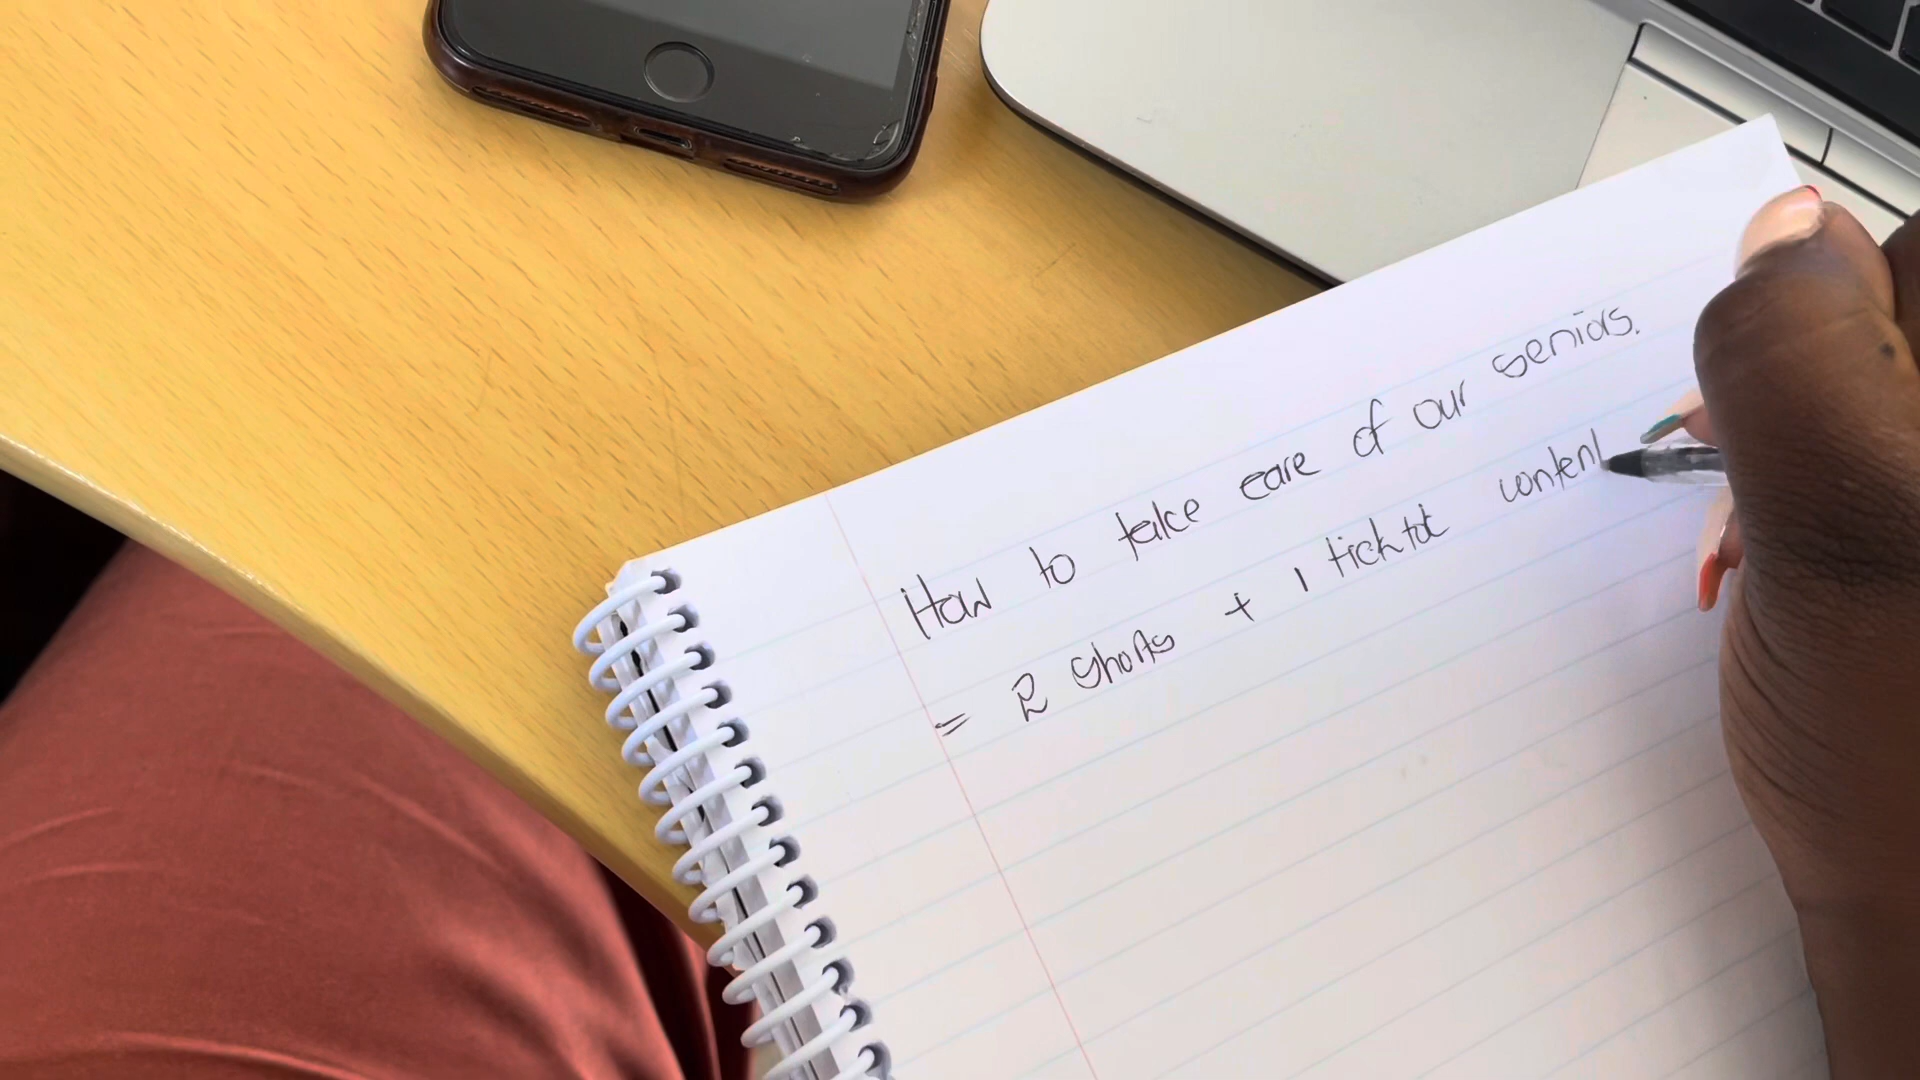 How to take care of our seniors.
= 2 shorts + 1 ticktok content